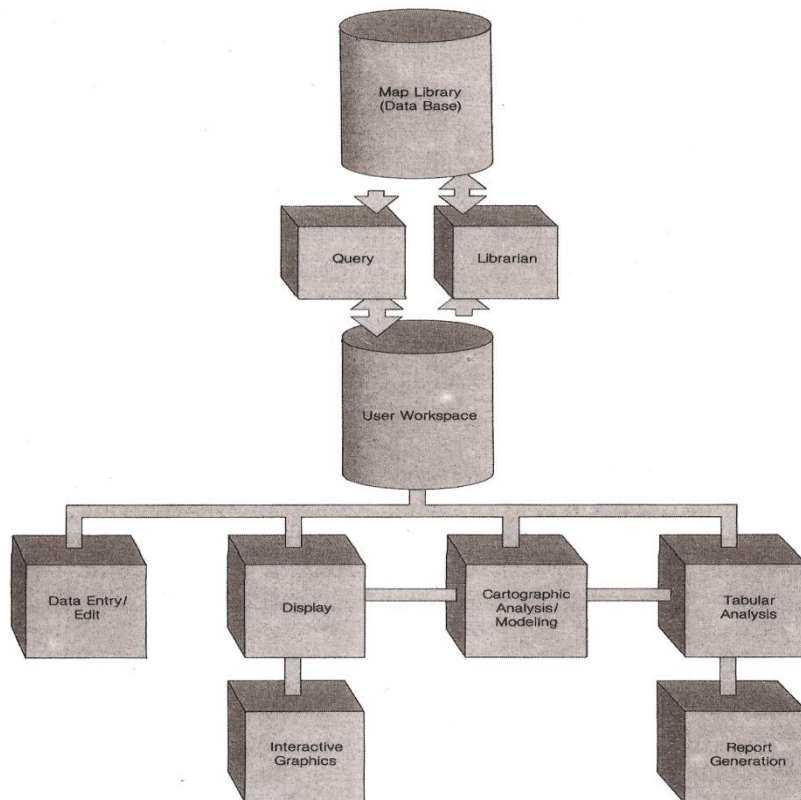 Map Library
(Data Base)
Query
Librarian
User Workspace
Data Entry/
Edit
Display
Cartographic
Analysis/
Modeling
Tabular
Analysis
Interactive
Graphics
Report
Generation